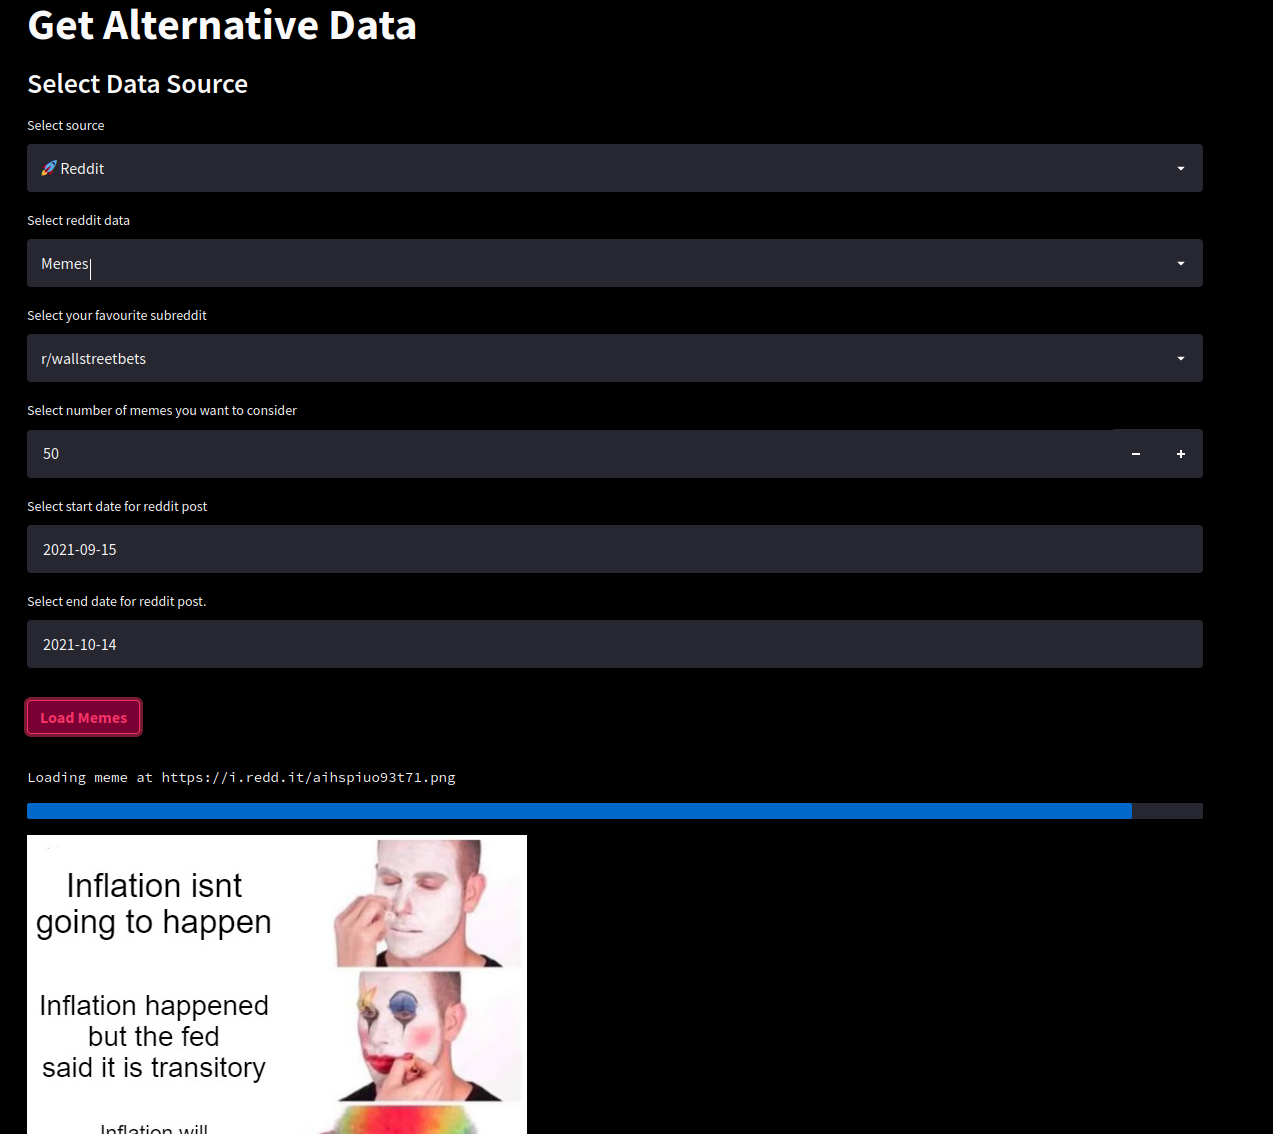 Get Alternative Data
Select Data Source
Select source
🚀 Reddit
Select reddit data
Memes
Select your favourite subreddit
r/wallstreetbets
Select number of memes you want to consider
50
− +
Select start date for reddit post
2021-09-15
Select end date for reddit post.
2021-10-14
Load Memes
Loading meme at https://i.redd.it/aihspiuo93t71.png
Inflation isnt
going to happen
Inflation happened
but the fed
said it is transitory
Inflation will